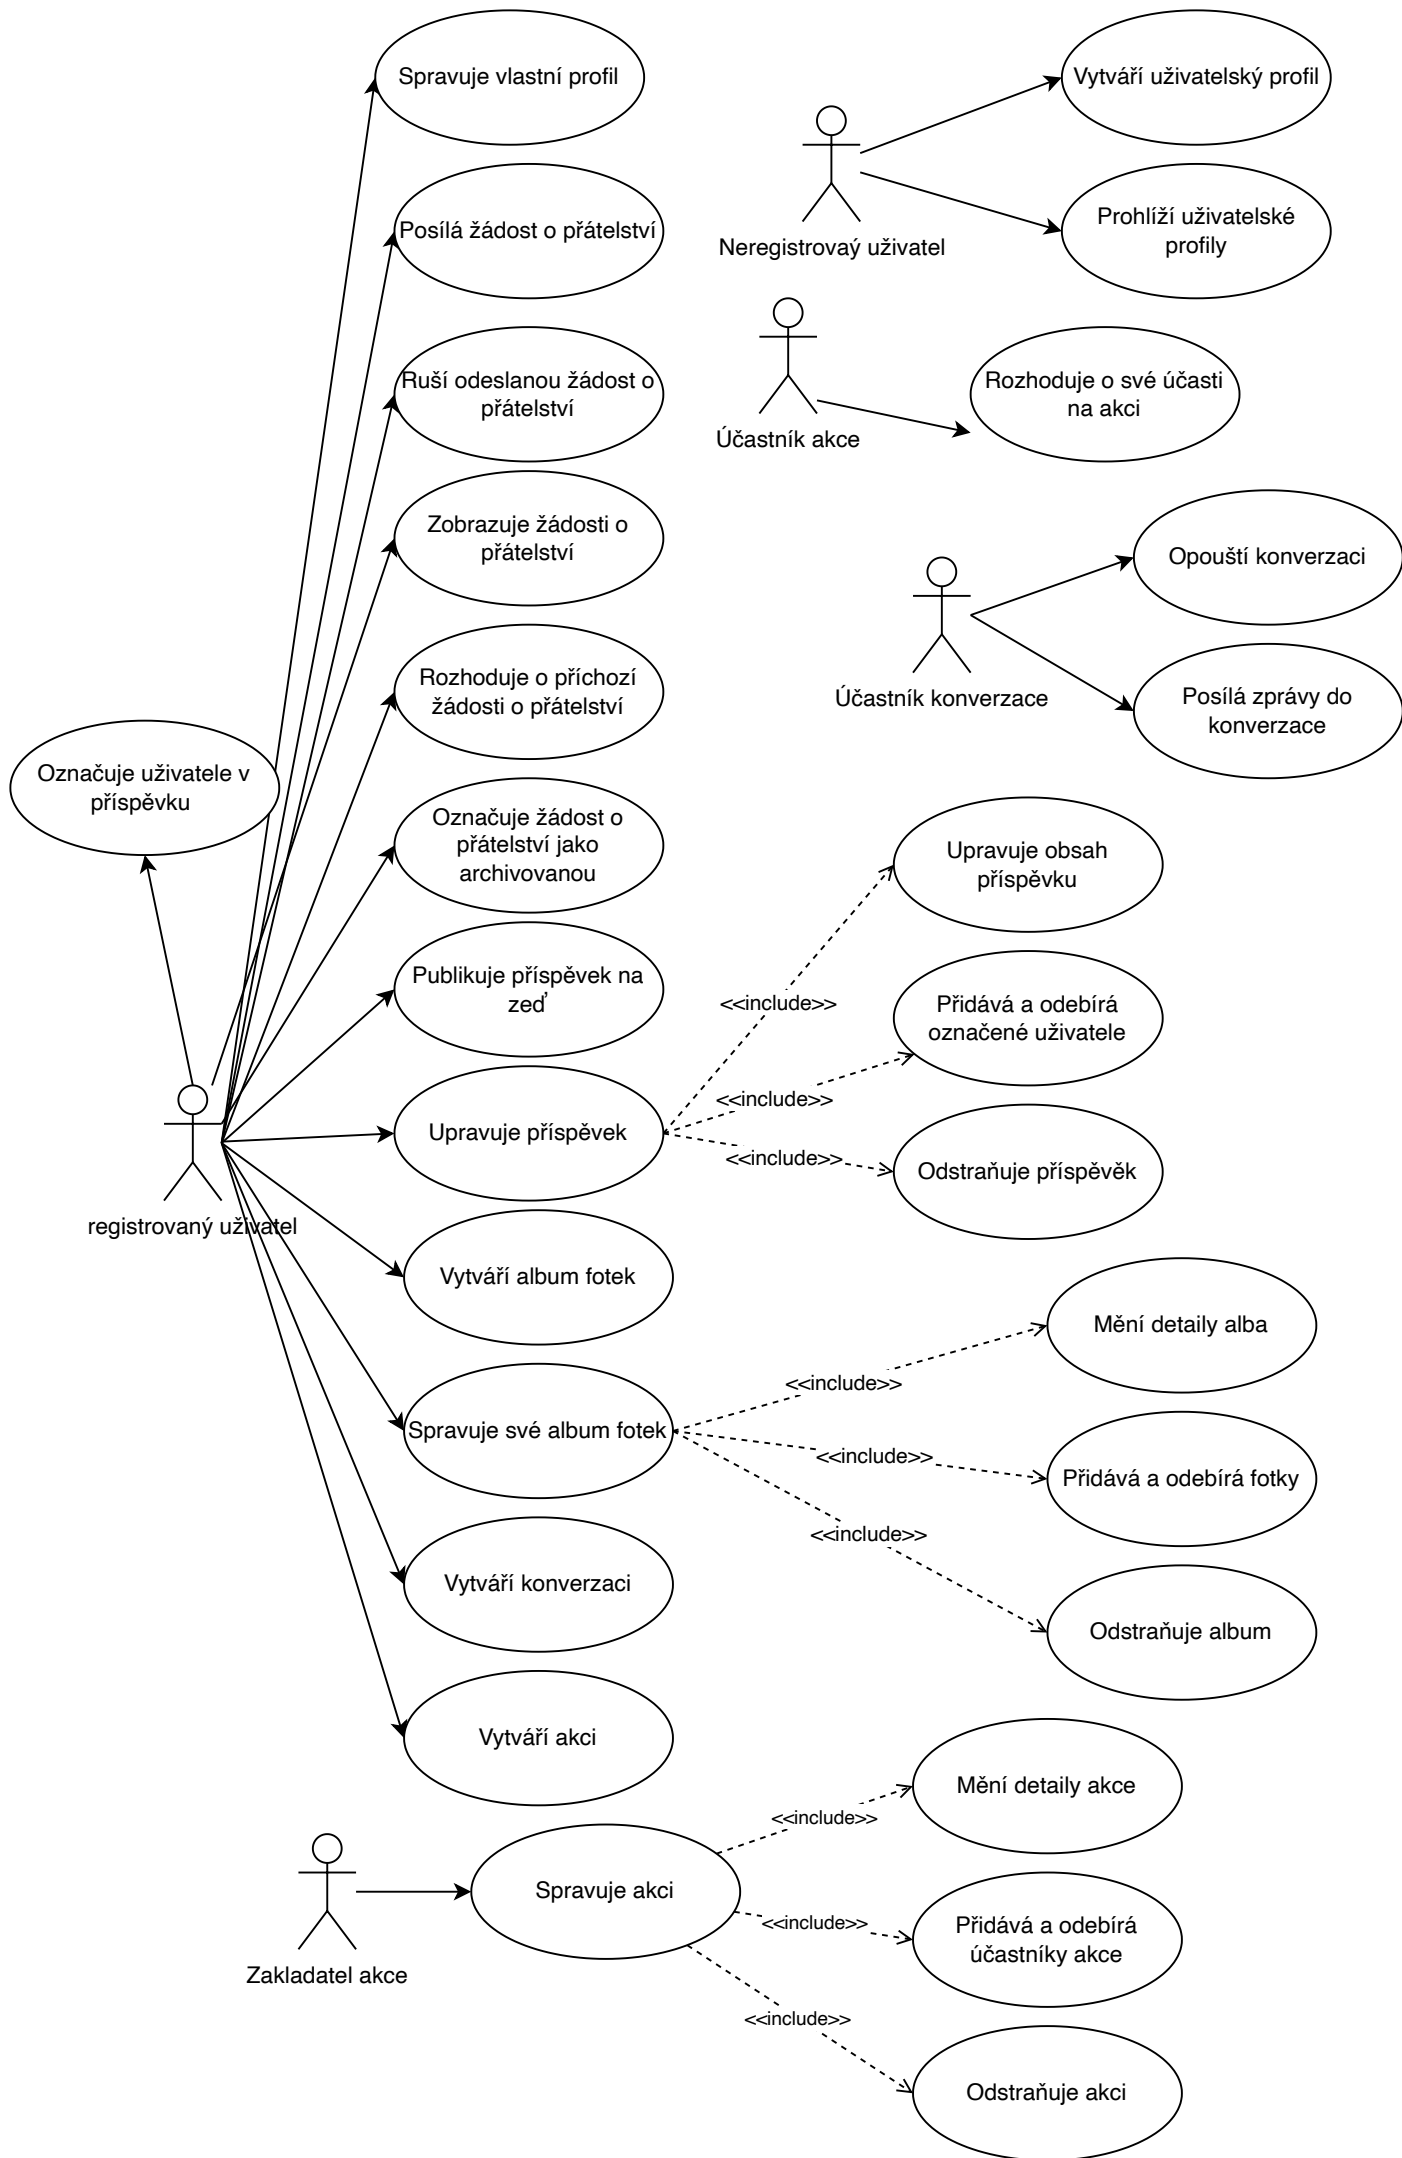 Spravuje vlastní profil
Vytváří uživatelský profil
Posílá žádost o přátelství
Prohlíží uživatelské
profily
Neregistrovaý uživatel
Ruší odeslanou žádost o
přátelství
Rozhoduje o své účasti
na akci
Účastník akce
Zobrazuje žádosti o
přátelství
Opouští konverzaci
Účastník konverzace
Rozhoduje o příchozí
žádosti o přátelství
Posílá zprávy do
konverzace
Označuje uživatele v
příspěvku
Označuje žádost o
přátelství jako
archivovanou
Upravuje obsah
příspěvku
Publikuje příspěvek na
zeď
<<include>>
Přidává a odebírá
označené uživatele
<<include>>
Upravuje příspěvek
<<include>>
Odstraňuje příspěvěk
registrovaný uživatel
Vytváří album fotek
Mění detaily alba
<<include>>
Spravuje své album fotek
<<include>>
Přidává a odebírá fotky
<<include>>
Vytváří konverzaci
Odstraňuje album
Vytváří akci
Mění detaily akce
<<include>>
Spravuje akci
<<include>>
Přidává a odebírá
účastníky akce
Zakladatel akce
<<include>>
Odstraňuje akci